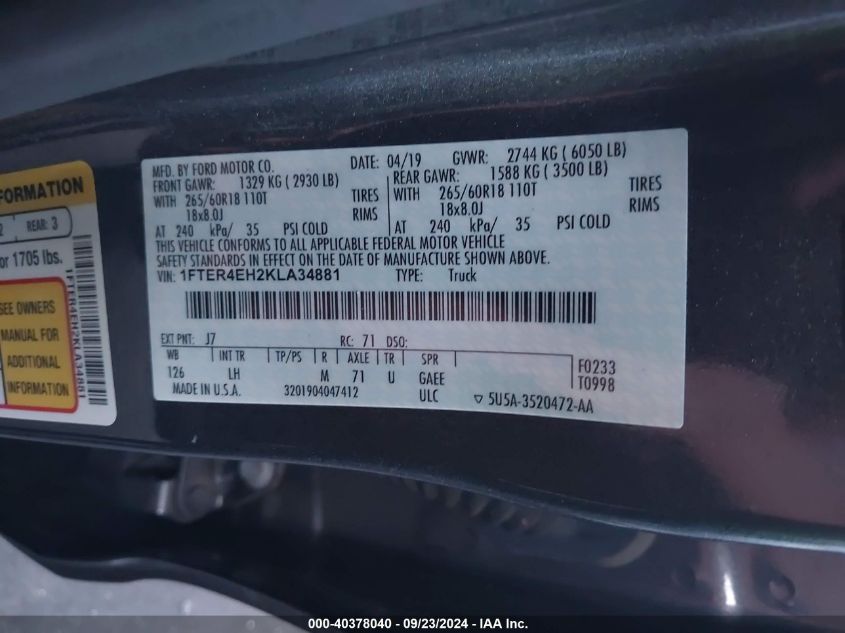 FORMATION
REAR: 3
or 1705 lbs.
SEE OWNERS
MANUAL FOR
ADDITIONAL
INFORMATION
1FTER4EH2KLA34881
MFD. BY FORD MOTOR CO.
DATE: 04/19 GVWR: 2744 KG ( 6050 LB)
FRONT GAWR: 1329 KG ( 2930 LB) REAR GAWR: 1588 KG ( 3500 LB)
WITH 265/60R18 110T TIRES WITH 265/60R18 110T TIRES
18x8.0J RIMS 18x8.0J RIMS
AT 240 kPa/ 35 PSI COLD AT 240 kPa/ 35 PSI COLD
THIS VEHICLE CONFORMS TO ALL APPLICABLE FEDERAL MOTOR VEHICLE
SAFETY STANDARDS IN EFFECT ON THE DATE OF MANUFACTURE SHOWN ABOVE.
VIN: 1FTER4EH2KLA34881 TYPE: Truck
EXT PNT: J7 RC: 71 DSO:
WB INT TR TP/PS R AXLE TR SPR F0233
126 LH M 71 U GAEE T0998
MADE IN U.S.A. 3201904047412 ULC ▽ 5U5A-3520472-AA
000-40378040 - 09/23/2024 - IAA Inc.